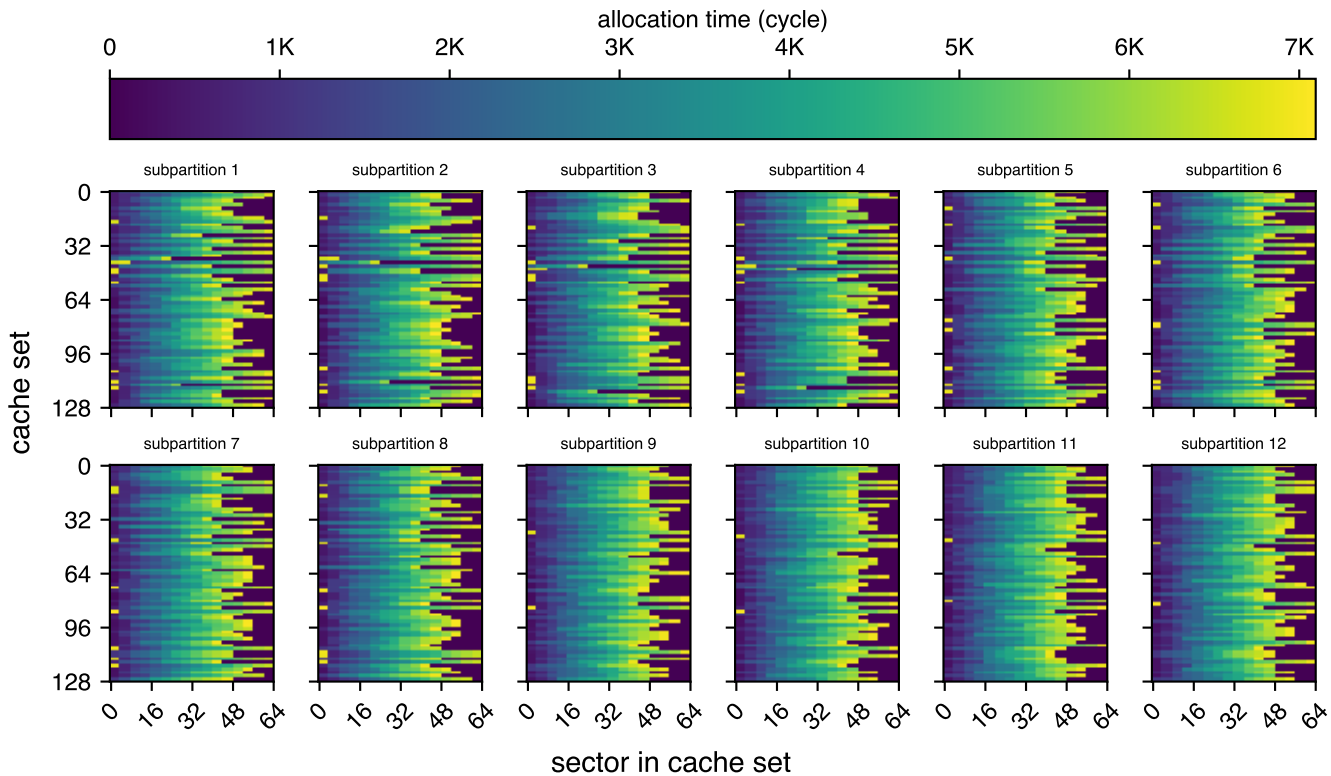 allocation time (cycle)
0 1K 2K 3K 4K 5K 6K 7K
subpartition 1 subpartition 2 subpartition 3 subpartition 4 subpartition 5 subpartition 6
0
32
64
96
128
cache set
subpartition 7 subpartition 8 subpartition 9 subpartition 10 subpartition 11 subpartition 12
0
32
64
96
128
0 16 32 48 64 0 16 32 48 64 0 16 32 48 64 0 16 32 48 64 0 16 32 48 64 0 16 32 48 64
sector in cache set